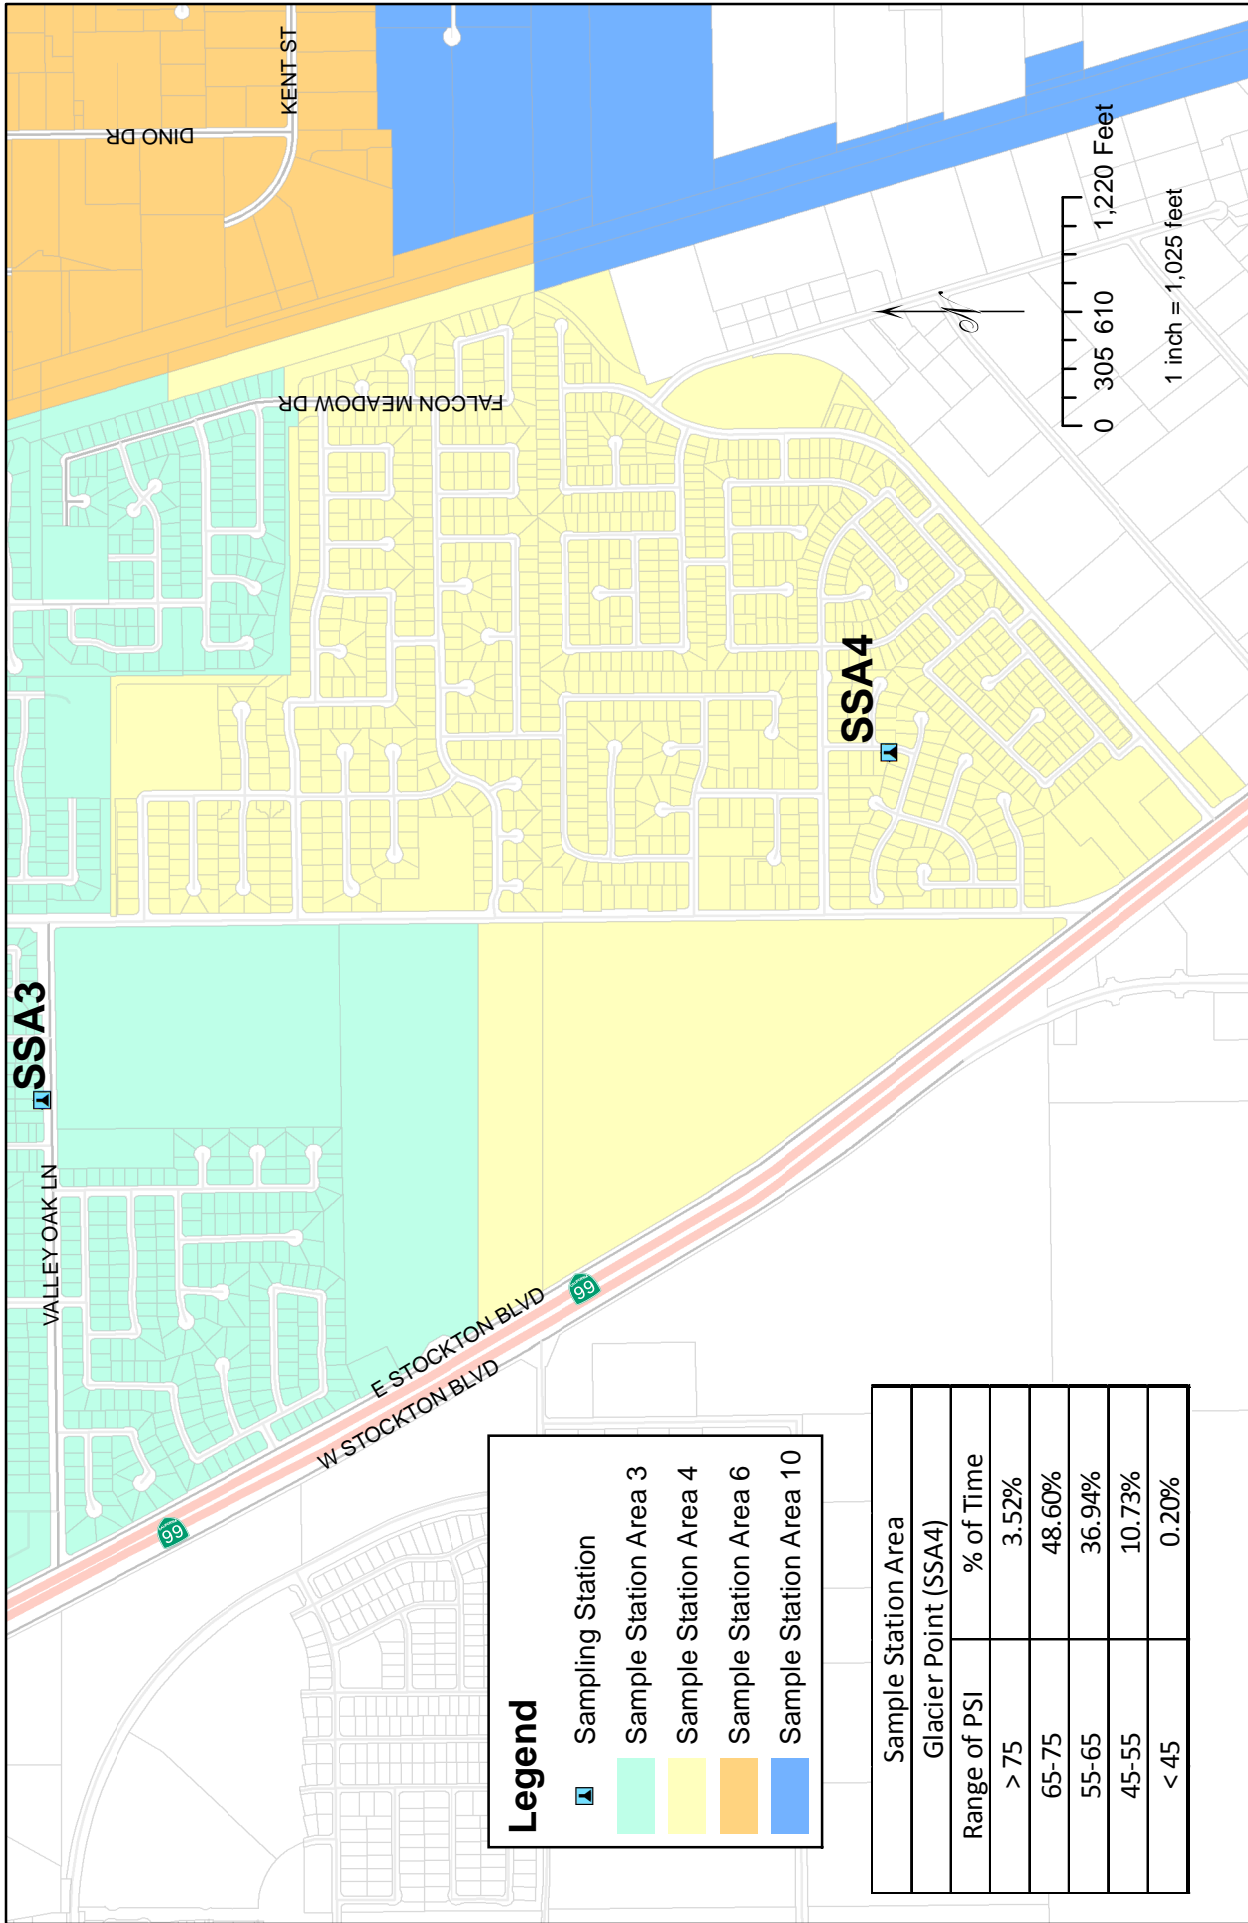 SSA3
VALLEY OAK LN
DINO DR
KENT ST
FALCON MEADOW DR
SSA4
E STOCKTON BLVD
W STOCKTON BLVD
CALIFORNIA
99
CALIFORNIA
99
N
0 305 610 1,220 Feet
1 inch = 1,025 feet
Legend
Sampling Station
Sample Station Area 3
Sample Station Area 4
Sample Station Area 6
Sample Station Area 10
Sample Station Area
Glacier Point (SSA4)
Range of PSI % of Time
> 75 3.52%
65-75 48.60%
55-65 36.94%
45-55 10.73%
< 45 0.20%